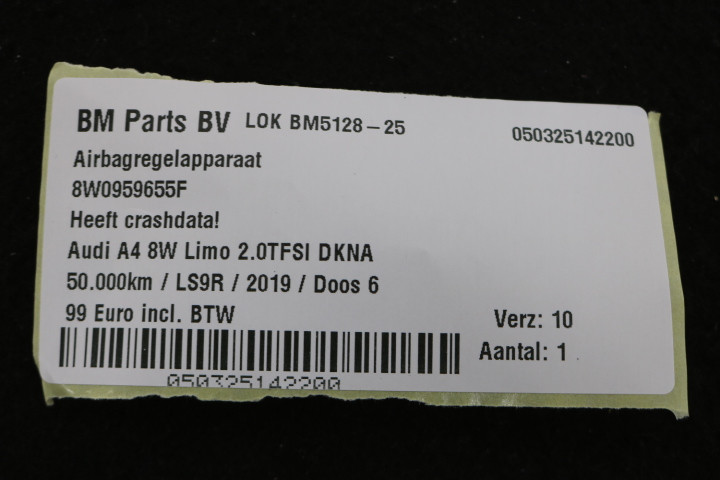 BM Parts BV LOK BM5128-25 050325142200
Airbagregelapparaat
8W0959655F
Heeft crashdata!
Audi A4 8W Limo 2.0TFSI DKNA
50.000km / LS9R / 2019 / Doos 6
99 Euro incl. BTW Verz: 10
Aantal: 1
050325142200